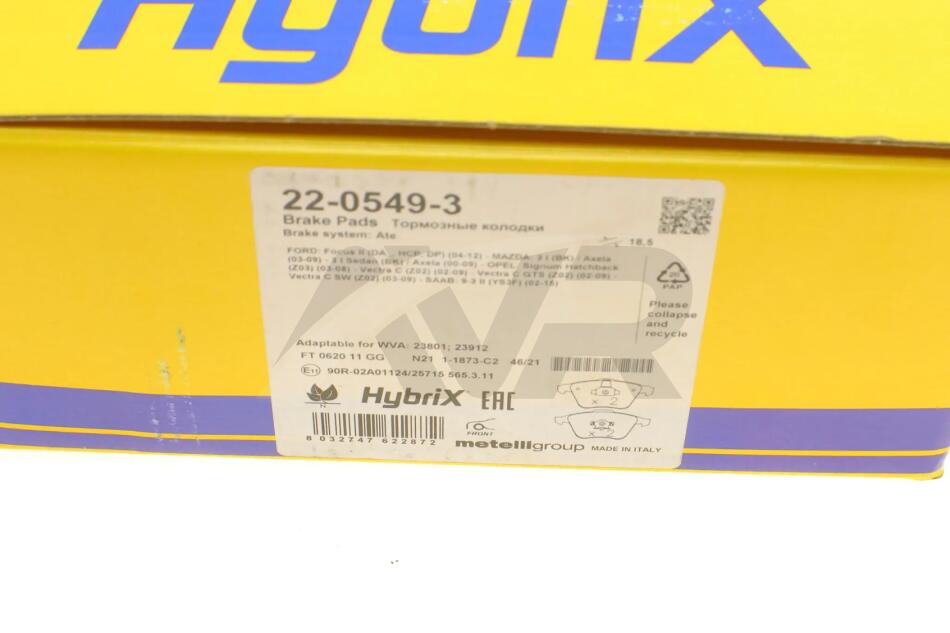 HybriX
22-0549-3
Brake Pads Тормозные колодки
Brake system: Ate
18,5
FORD: Focus II (DA_, HCP, DP) (04-12) - MAZDA: 3 I (BK) - Axela
(03-09) - 3 I Sedan (BK) - Axela (00-09) - OPEL: Signum Hatchback
(Z03) (03-08) - Vectra C (Z02) (02-09) - Vectra C GTS (Z02) (02-09) -
Vectra C SW (Z02) (03-09) - SAAB: 9-3 II (YS3F) (02-15)
20
PAP
Please
collapse
and
recycle
KVR
Adaptable for WVA: 23801; 23912
FT 0620 11 GG N21 1-1873-C2 46/21
E11 90R-02A01124/25715 565.3.11
N
HybriX EAC
x 2
x 2
FRONT
8 032747 622872
metelligroup MADE IN ITALY